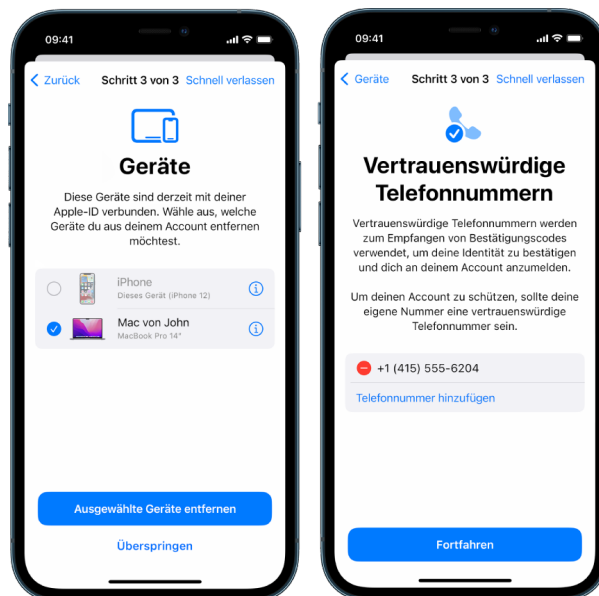 09:41
Zurück Schritt 3 von 3 Schnell verlassen
Geräte
Diese Geräte sind derzeit mit deiner
Apple-ID verbunden. Wähle aus, welche
Geräte du aus deinem Account entfernen
möchtest.
iPhone
Dieses Gerät (iPhone 12)
Mac von John
MacBook Pro 14"
Ausgewählte Geräte entfernen
Überspringen
09:41
Geräte Schritt 3 von 3 Schnell verlassen
Vertrauenswürdige
Telefonnummern
Vertrauenswürdige Telefonnummern werden
zum Empfangen von Bestätigungscodes
verwendet, um deine Identität zu bestätigen
und dich an deinem Account anzumelden.
Um deinen Account zu schützen, sollte deine
eigene Nummer eine vertrauenswürdige
Telefonnummer sein.
+1 (415) 555-6204
Telefonnummer hinzufügen
Fortfahren